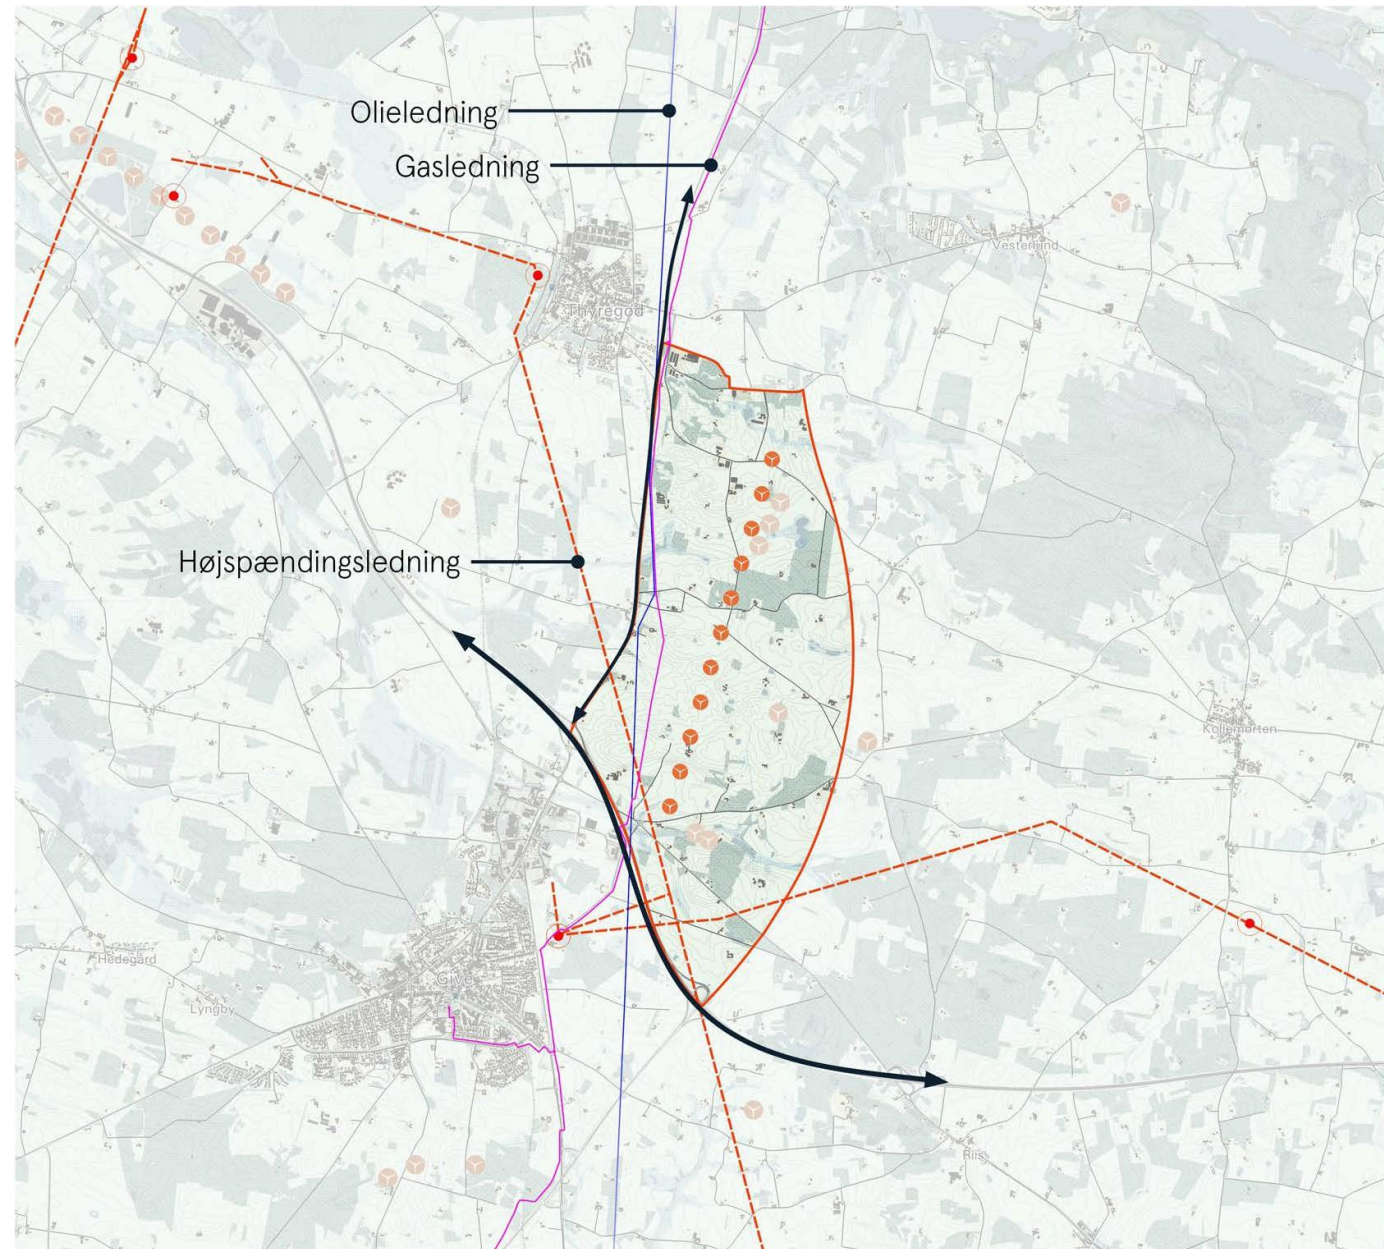 Olieledning
Gasledning
Vesterlund
Thyregod
Højspændingsledning
Kollemorten
Hedegård
Give
Lyngby
Riis